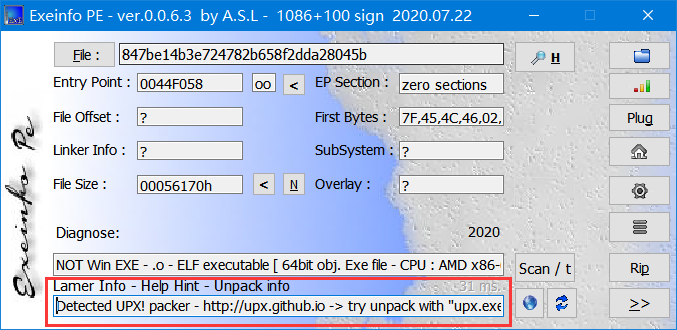 Exeinfo PE - ver.0.0.6.3 by A.S.L - 1086+100 sign 2020.07.22
File : 847be14b3e724782b658f2dda28045b H
Entry Point : 0044F058 oo < EP Section : zero sections
File Offset : ? First Bytes : 7F,45,4C,46,02, Plug
Linker Info : ? SubSystem : ?
File Size : 00056170h < N Overlay : ?
Diagnose: 2020
NOT Win EXE - .o - ELF executable [ 64bit obj. Exe file - CPU : AMD x86- Scan / t Rip
Lamer Info - Help Hint - Unpack info 31 ms.
Detected UPX! packer - http://upx.github.io -> try unpack with "upx.exe >>
Exeinfo Pe